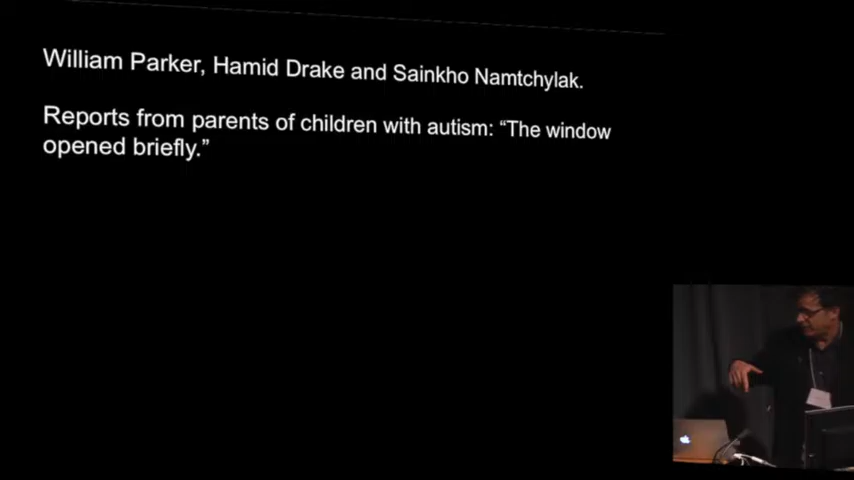 William Parker, Hamid Drake and Sainkho Namtchylak.
Reports from parents of children with autism: “The window
opened briefly.”